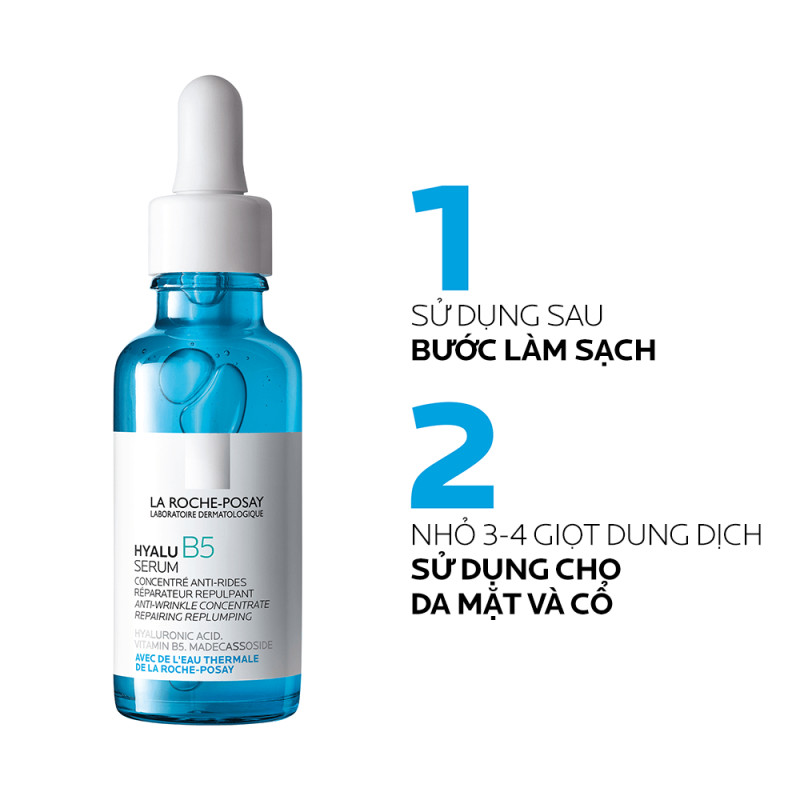 LA ROCHE-POSAY
LABORATOIRE DERMATOLOGIQUE
HYALU B5
SERUM
CONCENTRÉ ANTI-RIDES
RÉPARATEUR REPULPANT
ANTI-WRINKLE CONCENTRATE
REPAIRING REPLUMPING
HYALURONIC ACID.
VITAMIN B5. MADECASSOSIDE
AVEC DE L'EAU THERMALE
DE LA ROCHE-POSAY
1
SỬ DỤNG SAU
BƯỚC LÀM SẠCH
2
NHỎ 3-4 GIỌT DUNG DỊCH
SỬ DỤNG CHO
DA MẶT VÀ CỔ